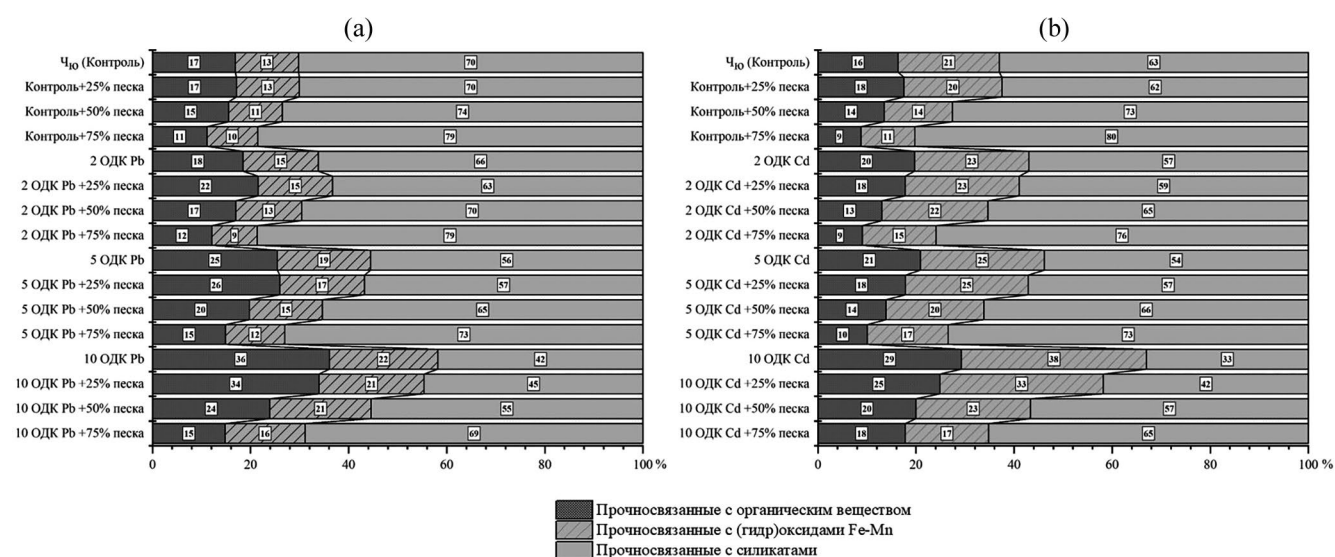 (a)
Ч_Ю (Контроль) 17 13 70
Контроль+25% песка 17 13 70
Контроль+50% песка 15 11 74
Контроль+75% песка 11 10 79
2 ОДК Pb 18 15 66
2 ОДК Pb +25% песка 22 15 63
2 ОДК Pb +50% песка 17 13 70
2 ОДК Pb +75% песка 12 9 79
5 ОДК Pb 25 19 56
5 ОДК Pb +25% песка 26 17 57
5 ОДК Pb +50% песка 20 15 65
5 ОДК Pb +75% песка 15 12 73
10 ОДК Pb 36 22 42
10 ОДК Pb +25% песка 34 21 45
10 ОДК Pb +50% песка 24 21 55
10 ОДК Pb +75% песка 15 16 69
0 20 40 60 80 100 %
(b)
Ч_Ю (Контроль) 16 21 63
Контроль+25% песка 18 20 62
Контроль+50% песка 14 14 73
Контроль+75% песка 9 11 80
2 ОДК Cd 20 23 57
2 ОДК Cd +25% песка 18 23 59
2 ОДК Cd +50% песка 13 22 65
2 ОДК Cd +75% песка 9 15 76
5 ОДК Cd 21 25 54
5 ОДК Cd +25% песка 18 25 57
5 ОДК Cd +50% песка 14 20 66
5 ОДК Cd +75% песка 10 17 73
10 ОДК Cd 29 38 33
10 ОДК Cd +25% песка 25 33 42
10 ОДК Cd +50% песка 20 23 57
10 ОДК Cd +75% песка 18 17 65
0 20 40 60 80 100 %
Прочносвязанные с органическим веществом
Прочносвязанные с (гидр)оксидами Fe-Mn
Прочносвязанные с силикатами